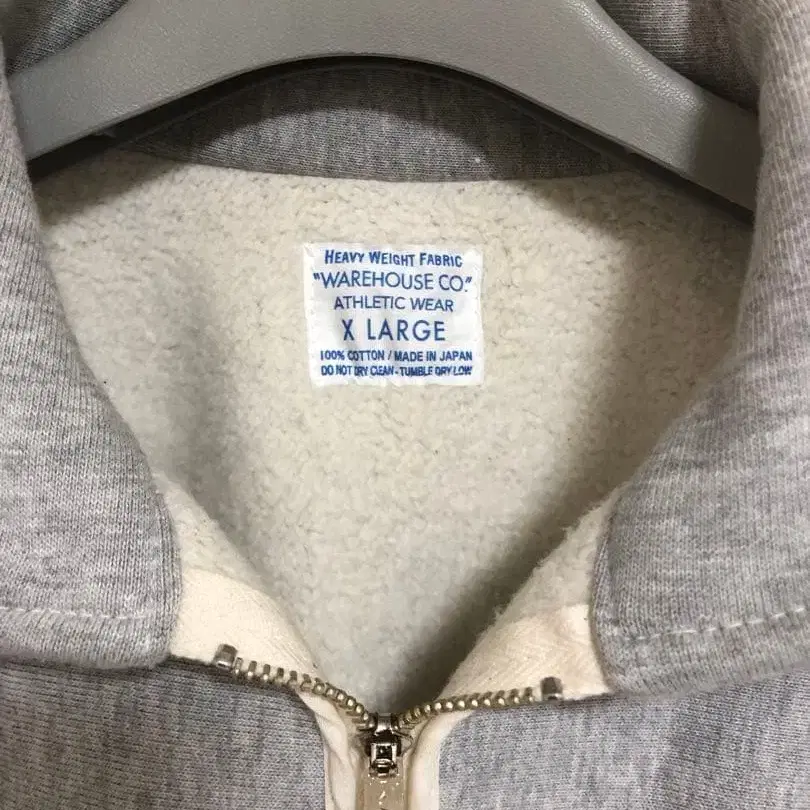 HEAVY WEIGHT FABRIC
"WAREHOUSE CO."
ATHLETIC WEAR
X LARGE
100% COTTON / MADE IN JAPAN
DO NOT DRY CLEAN - TUMBLE DRY LOW